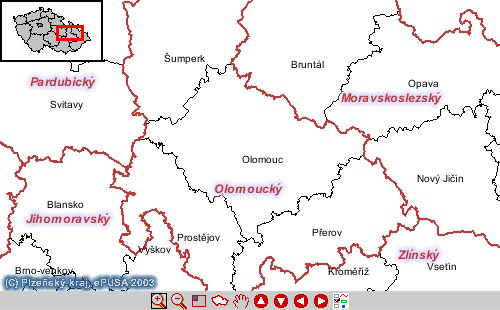 Šumperk
Bruntál
Pardubický
Opava
Moravskoslezský
Svitavy
Olomouc
Nový Jičín
Olomoucký
Blansko
Jihomoravský
Prostějov
Přerov
Vyškov
Zlínský
Vsetín
Brno-venkov
Kroměříž
(C) Plzeňský kraj, ePUSA 2003